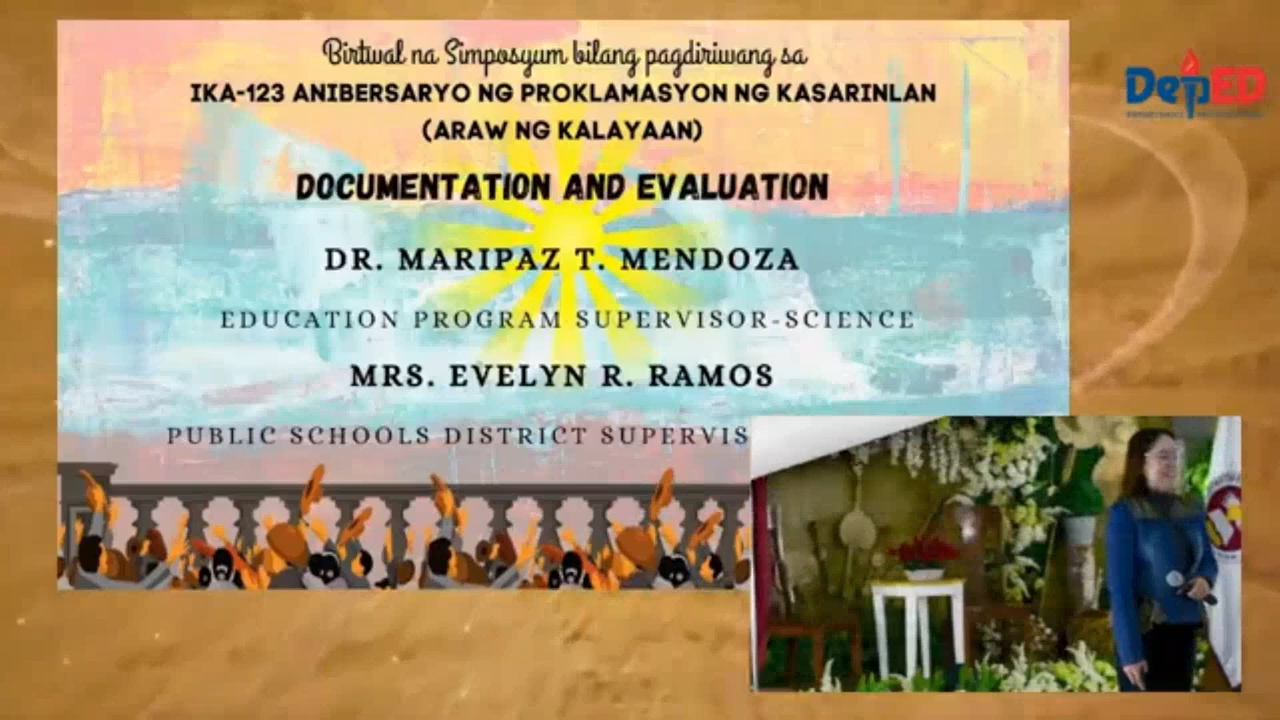 Birtwal na Simposyum bilang pagdiriwang sa
IKA-123 ANIBERSARYO NG PROKLAMASYON NG KASARINLAN
(ARAW NG KALAYAAN)
DOCUMENTATION AND EVALUATION
DR. MARIPAZ T. MENDOZA
EDUCATION PROGRAM SUPERVISOR-SCIENCE
MRS. EVELYN R. RAMOS
PUBLIC SCHOOLS DISTRICT SUPERVIS
DepED